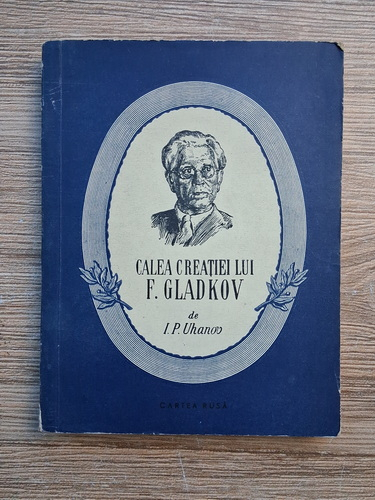 CALEA CREAȚIEI LUI
F. GLADKOV
de
I. P. Uhanov
CARTEA RUSĂ